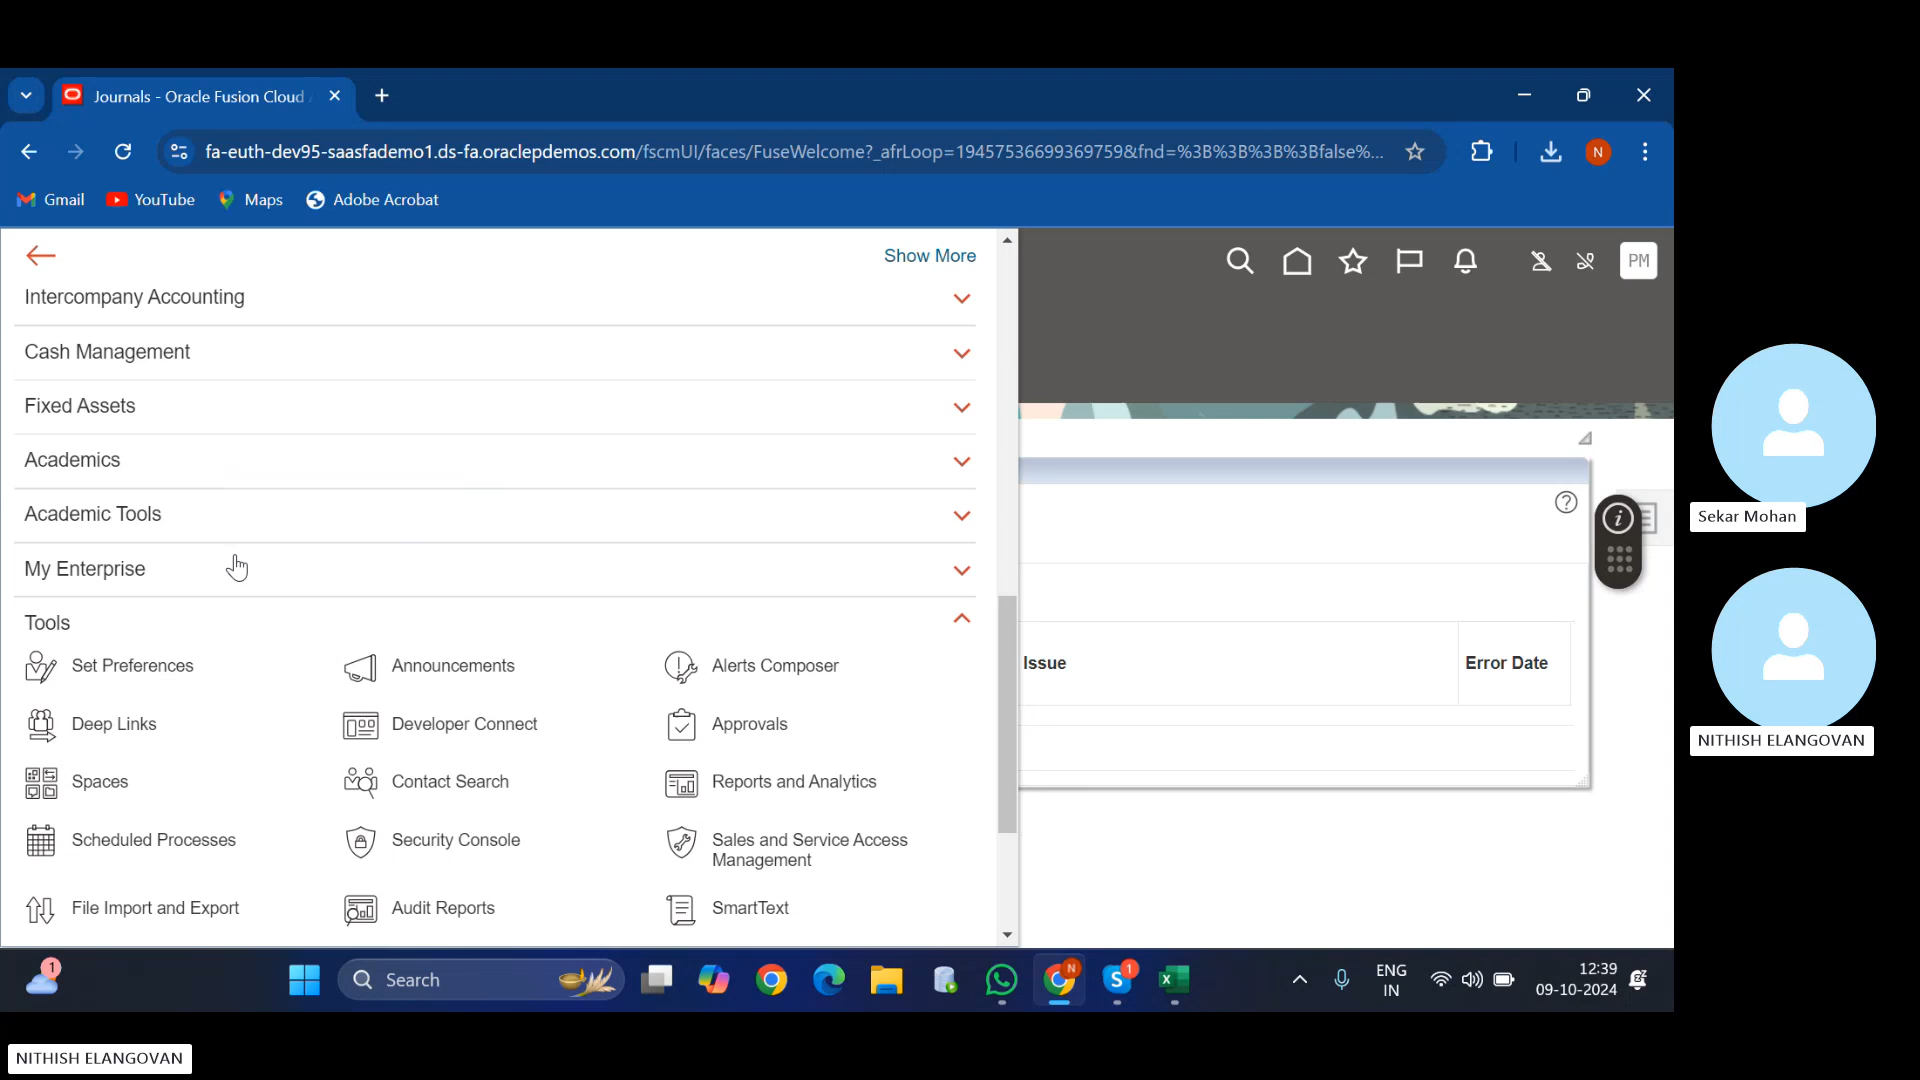 Journals - Oracle Fusion Cloud
fa-euth-dev95-saasfademo1.ds-fa.oraclepdemos.com/fscmUI/faces/FuseWelcome?_afrLoop=19457536699369759&fnd=%3B%3B%3B%3Bfalse%...
N
Gmail
YouTube
Maps
Adobe Acrobat
Show More
PM
Intercompany Accounting
Cash Management
Fixed Assets
Academics
Academic Tools
My Enterprise
Tools
Set Preferences
Announcements
Alerts Composer
Deep Links
Developer Connect
Approvals
Spaces
Contact Search
Reports and Analytics
Scheduled Processes
Security Console
Sales and Service Access
Management
File Import and Export
Audit Reports
SmartText
Issue
Error Date
Sekar Mohan
NITHISH ELANGOVAN
1
Search
N
S
1
X
ENG
IN
12:39
09-10-2024
NITHISH ELANGOVAN